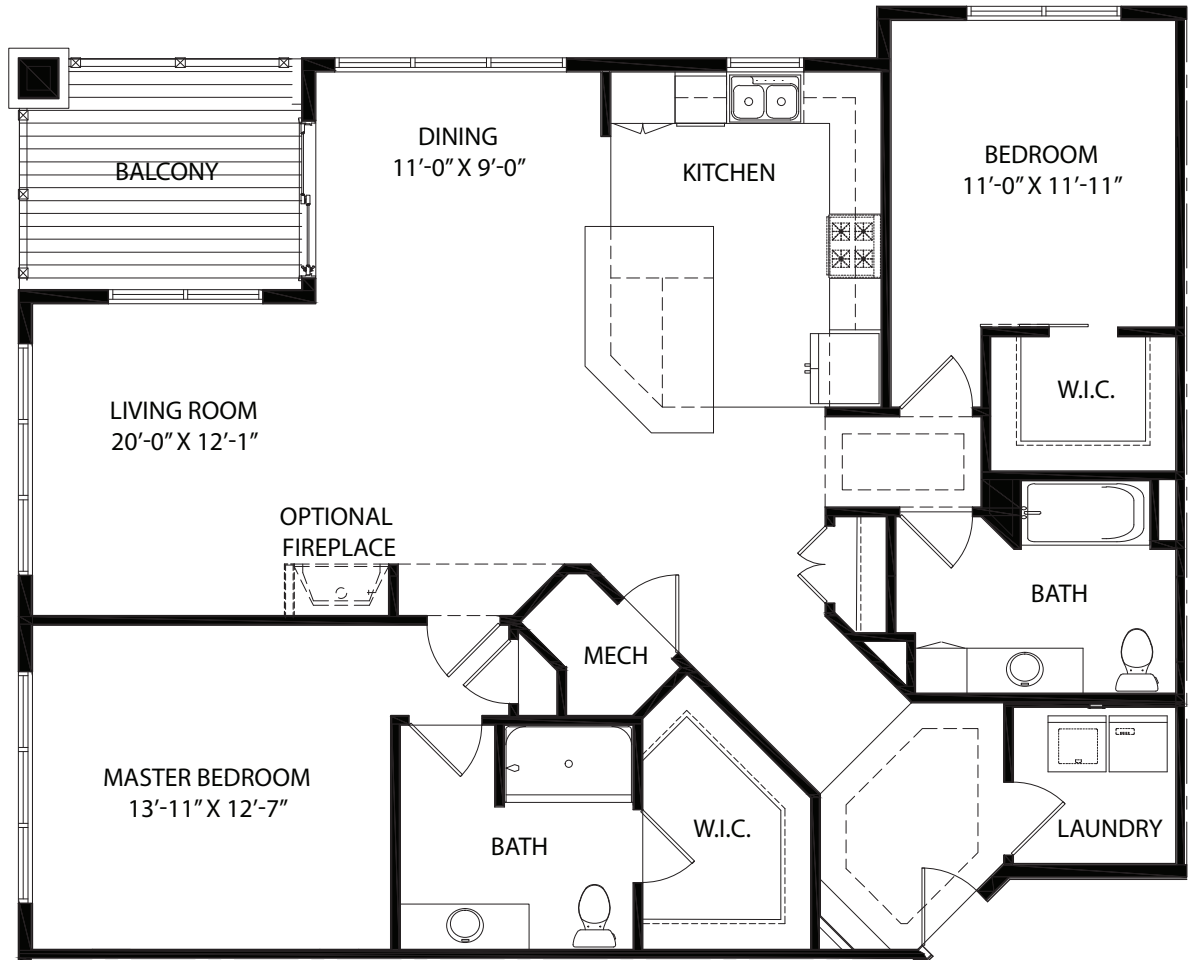 BALCONY
DINING
11’-0” X 9’-0”
KITCHEN
BEDROOM
11’-0” X 11’-11”
LIVING ROOM
20’-0” X 12’-1”
W.I.C.
OPTIONAL
FIREPLACE
BATH
MECH
MASTER BEDROOM
13’-11” X 12’-7”
BATH
W.I.C.
LAUNDRY